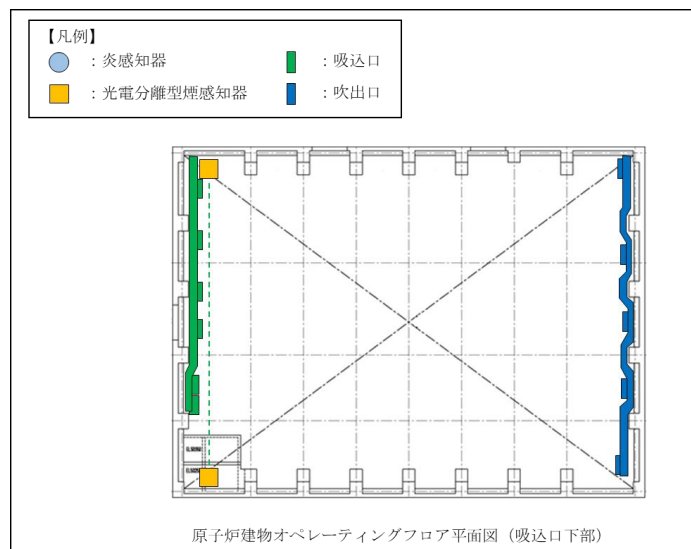 【凡例】
：炎感知器
：吸込口
：光電分離型煙感知器
：吹出口
原子炉建物オペレーティングフロア平面図（吸込口下部）